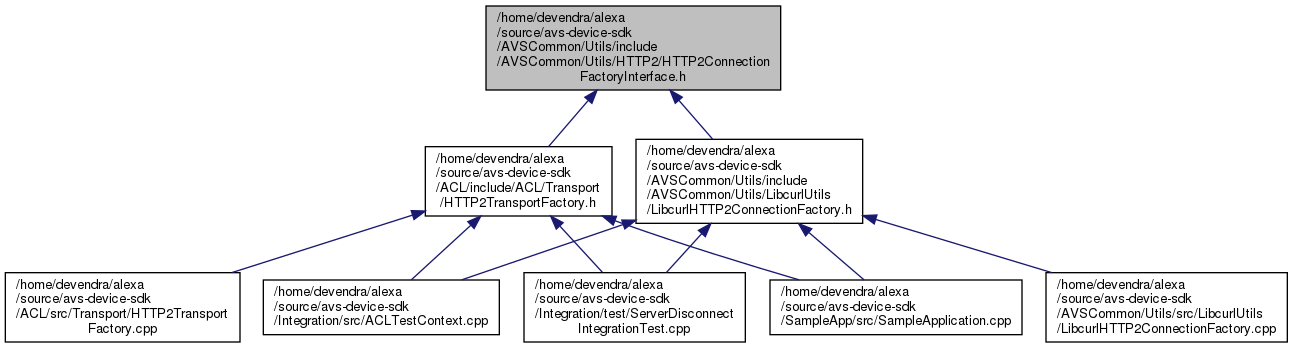 /home/devendra/alexa
/source/avs-device-sdk
/AVSCommon/Utils/include
/AVSCommon/Utils/HTTP2/HTTP2Connection
FactoryInterface.h
/home/devendra/alexa
/source/avs-device-sdk
/ACL/include/ACL/Transport
/HTTP2TransportFactory.h
/home/devendra/alexa
/source/avs-device-sdk
/AVSCommon/Utils/include
/AVSCommon/Utils/LibcurlUtils
/LibcurlHTTP2ConnectionFactory.h
/home/devendra/alexa
/source/avs-device-sdk
/ACL/src/Transport/HTTP2Transport
Factory.cpp
/home/devendra/alexa
/source/avs-device-sdk
/Integration/src/ACLTestContext.cpp
/home/devendra/alexa
/source/avs-device-sdk
/Integration/test/ServerDisconnect
IntegrationTest.cpp
/home/devendra/alexa
/source/avs-device-sdk
/SampleApp/src/SampleApplication.cpp
/home/devendra/alexa
/source/avs-device-sdk
/AVSCommon/Utils/src/LibcurlUtils
/LibcurlHTTP2ConnectionFactory.cpp